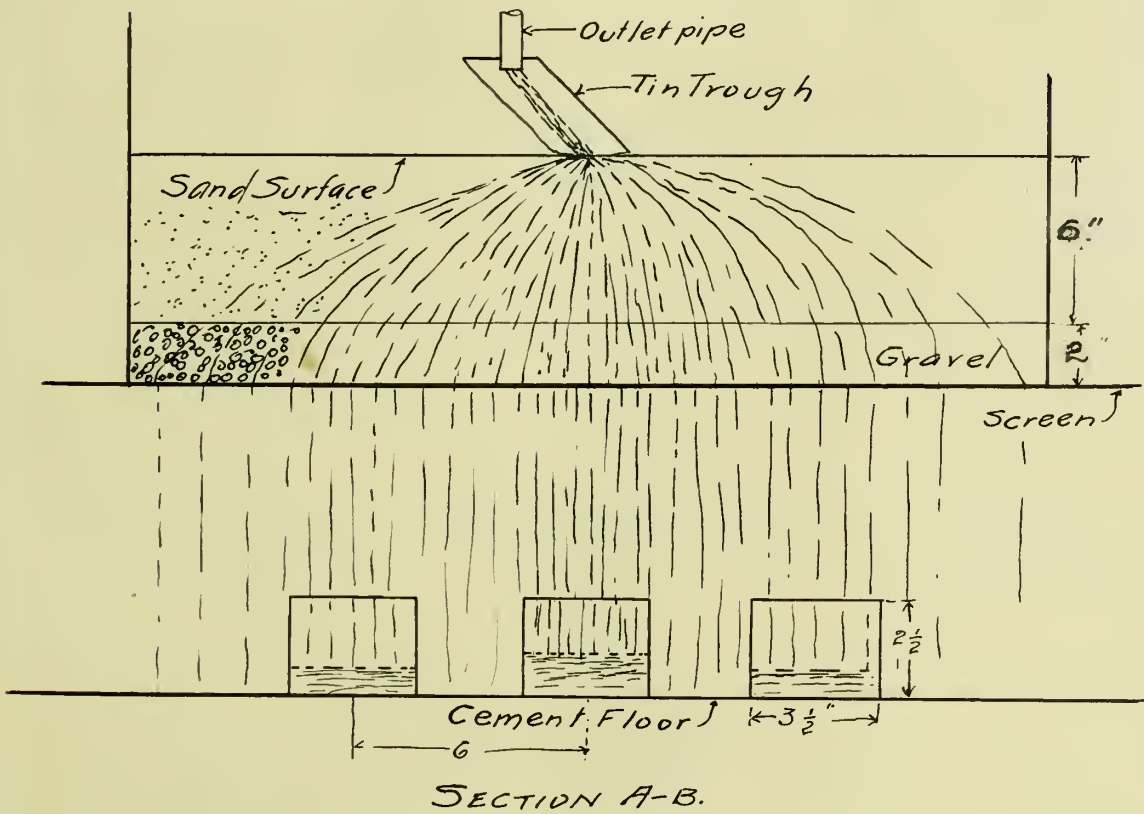 Outlet pipe
Tin Trough
Sand Surface
6"
Gravel
2"
Screen
2 1/2
Cement Floor
3 1/2"
6
SECTION A-B.